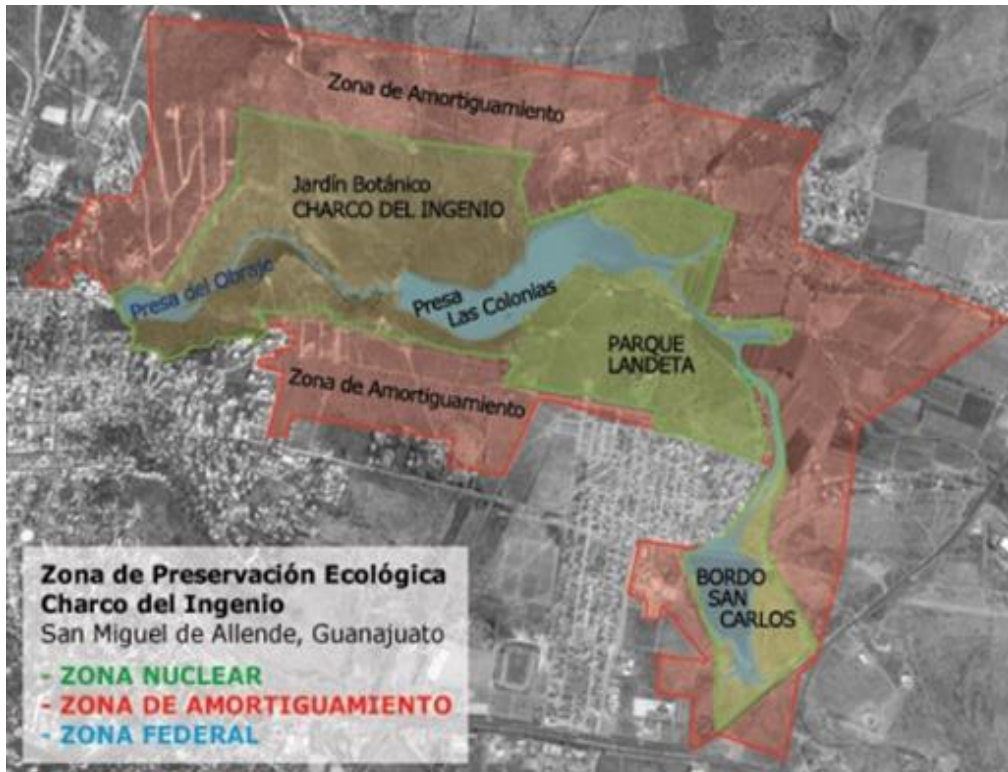 Zona de Amortiguamiento
Jardín Botánico
CHARCO DEL INGENIO
Presa del Obraje
Presa
Las Colonias
PARQUE
LANDETA
Zona de Amortiguamiento
BORDO
SAN
CARLOS
Zona de Preservación Ecológica
Charco del Ingenio
San Miguel de Allende, Guanajuato
- ZONA NUCLEAR
- ZONA DE AMORTIGUAMIENTO
- ZONA FEDERAL